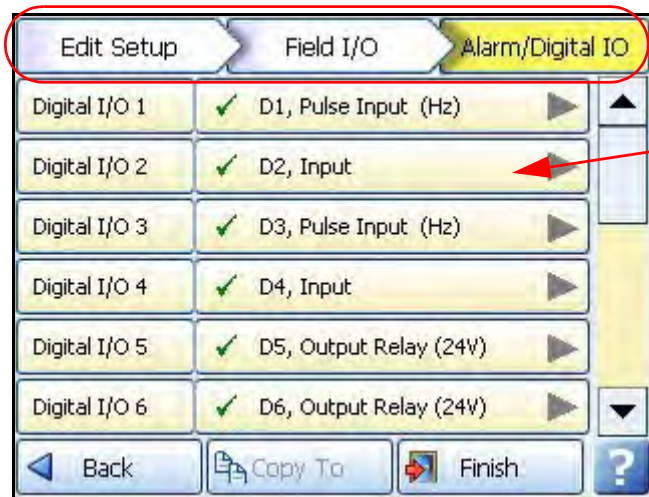 Edit Setup Field I/O Alarm/Digital IO
Digital I/O 1 D1, Pulse Input (Hz)
Digital I/O 2 D2, Input
Digital I/O 3 D3, Pulse Input (Hz)
Digital I/O 4 D4, Input
Digital I/O 5 D5, Output Relay (24V)
Digital I/O 6 D6, Output Relay (24V)
Back Copy To Finish ?